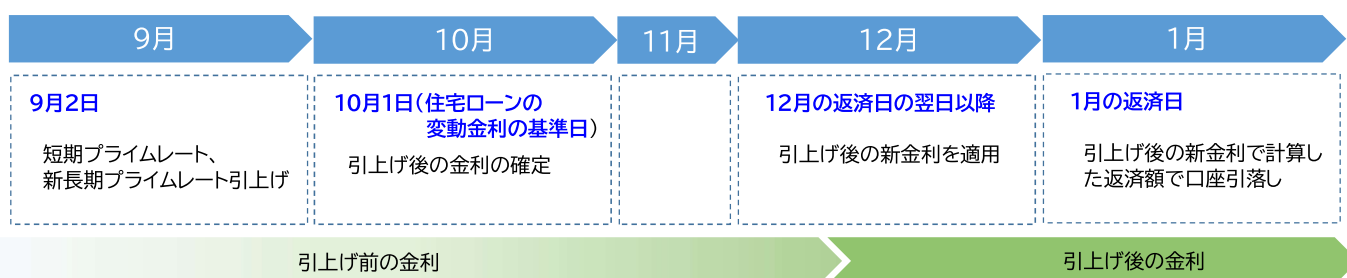 9月
10月
11月
12月
1月
9月2日
短期プライムレート、
新長期プライムレート引上げ
10月1日(住宅ローンの
変動金利の基準日)
引上げ後の金利の確定
12月の返済日の翌日以降
引上げ後の新金利を適用
1月の返済日
引上げ後の新金利で計算し
た返済額で口座引落し
引上げ前の金利
引上げ後の金利